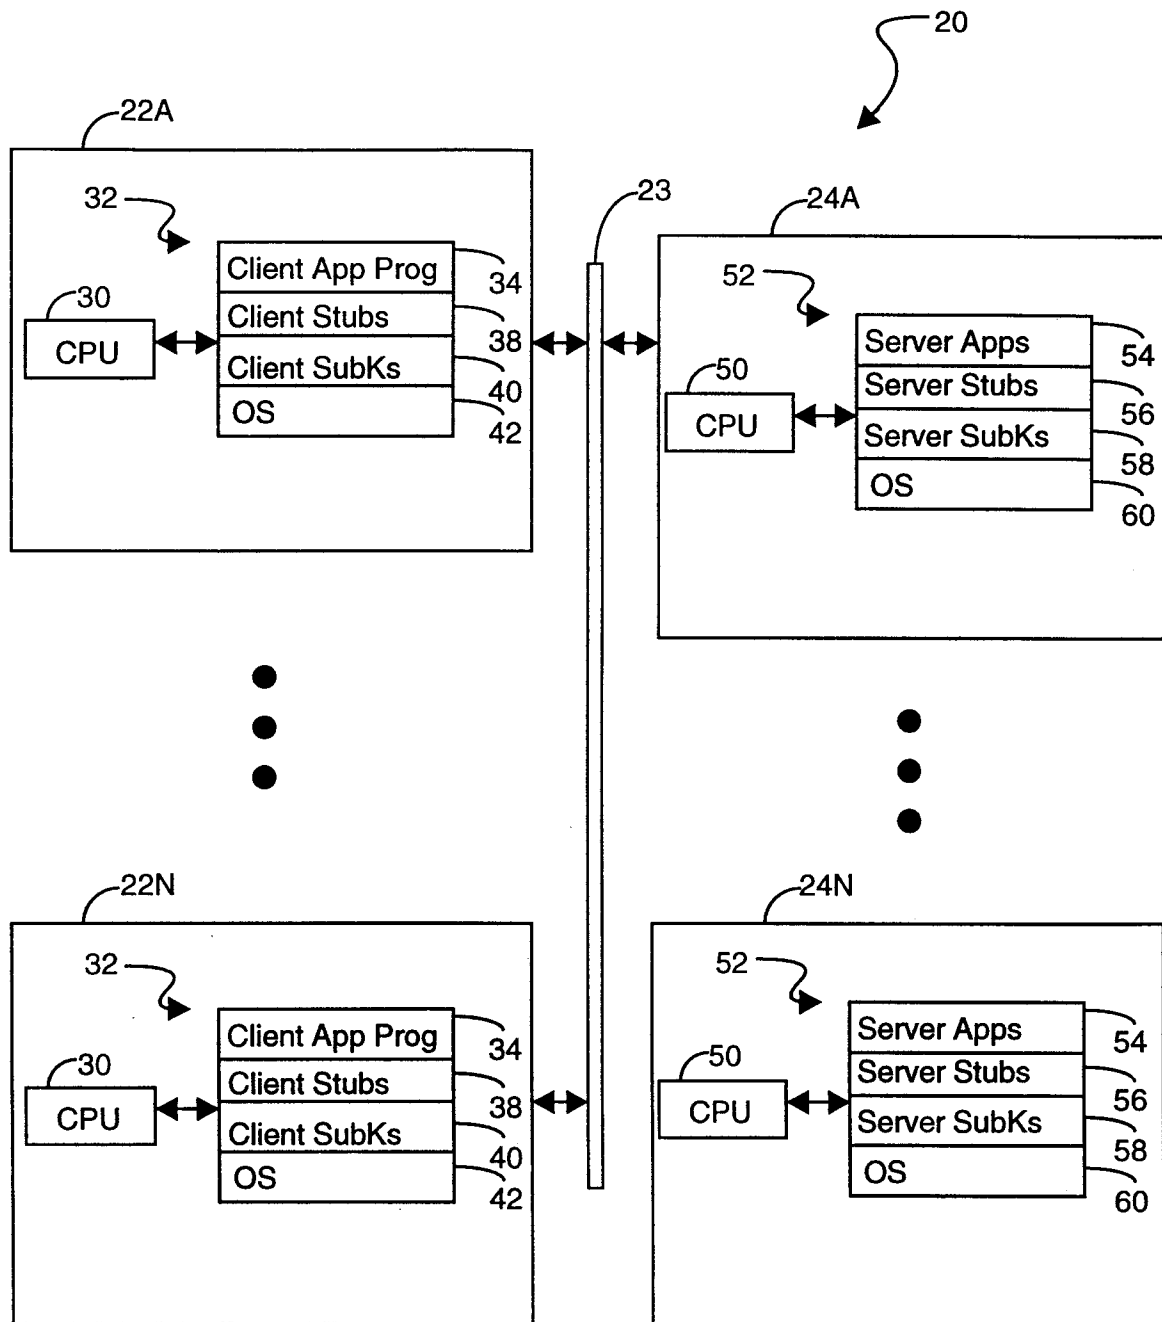 20
22A
32
Client App Prog
34
30
CPU
Client Stubs
38
Client SubKs
40
OS
42
23
24A
52
Server Apps
54
50
CPU
Server Stubs
56
Server SubKs
58
OS
60
22N
32
Client App Prog
34
30
CPU
Client Stubs
38
Client SubKs
40
OS
42
24N
52
Server Apps
54
50
CPU
Server Stubs
56
Server SubKs
58
OS
60